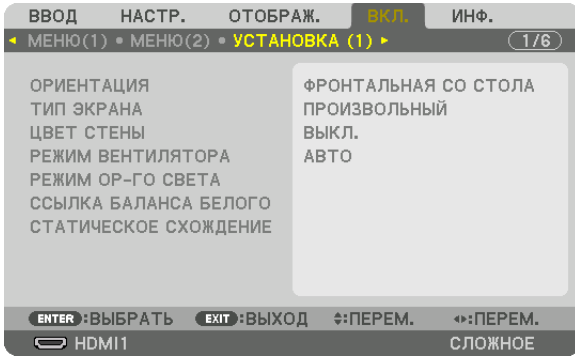 ВВОД НАСТР. ОТОБРАЖ. ВКЛ. ИНФ.
МЕНЮ(1) • МЕНЮ(2) • УСТАНОВКА (1) 1/6
ОРИЕНТАЦИЯ ФРОНТАЛЬНАЯ СО СТОЛА
ТИП ЭКРАНА ПРОИЗВОЛЬНЫЙ
ЦВЕТ СТЕНЫ ВЫКЛ.
РЕЖИМ ВЕНТИЛЯТОРА АВТО
РЕЖИМ ОР-ГО СВЕТА
ССЫЛКА БАЛАНСА БЕЛОГО
СТАТИЧЕСКОЕ СХОЖДЕНИЕ
ENTER :ВЫБРАТЬ EXIT :ВЫХОД :ПЕРЕМ. :ПЕРЕМ.
HDMI1 СЛОЖНОЕ